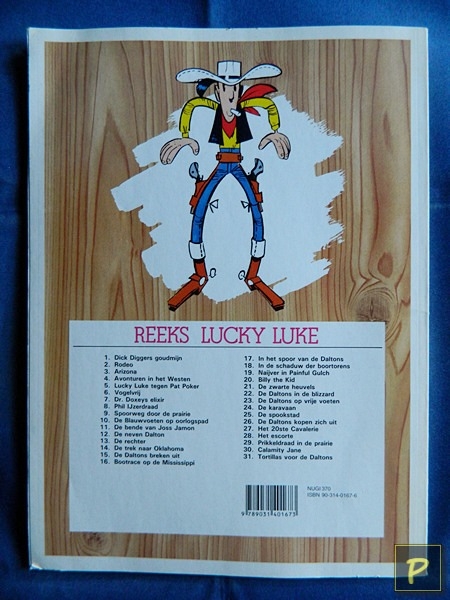 REEKS LUCKY LUKE
1. Dick Diggers goudmijn
2. Rodeo
3. Arizona
4. Avonturen in het Westen
5. Lucky Luke tegen Pat Poker
6. Vogelvrij
7. Dr. Doxeys elixir
8. Phil IJzerdraad
9. Spoorweg door de prairie
10. De Blauwvoeten op oorlogspad
11. De bende van Joss Jamon
12. De neven Dalton
13. De rechter
14. De trek naar Oklahoma
15. De Daltons breken uit
16. Bootrace op de Mississippi
17. In het spoor van de Daltons
18. In de schaduw der boortorens
19. Naijver in Painful Gulch
20. Billy the Kid
21. De zwarte heuvels
22. De Daltons in de blizzard
23. De Daltons op vrije voeten
24. De karavaan
25. De spookstad
26. De Daltons kopen zich uit
27. Het 20ste Cavalerie
28. Het escorte
29. Prikkeldraad in de prairie
30. Calamity Jane
31. Tortillas voor de Daltons
NUGI 370
ISBN 90-314-0167-6
9 789031 401673
P